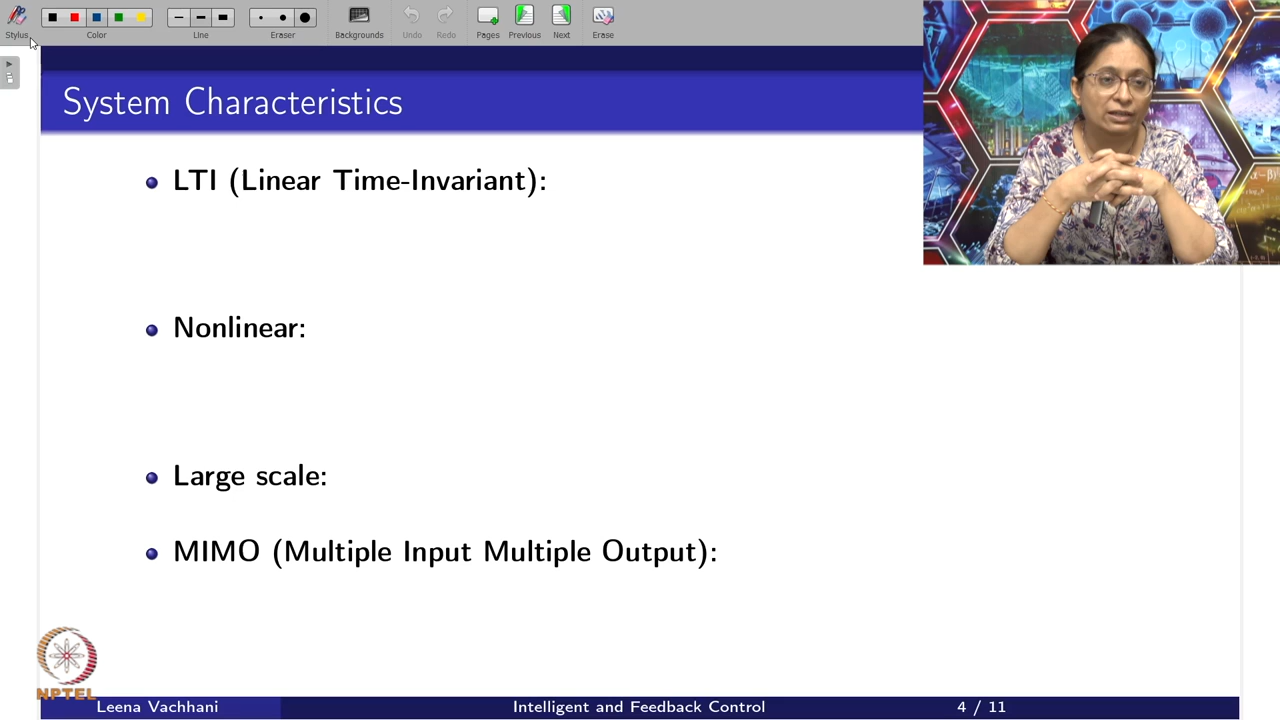 Stylus
Color
Line
Eraser
Backgrounds
Undo
Redo
Pages
Previous
Next
Erase
System Characteristics
LTI (Linear Time-Invariant):
Nonlinear:
Large scale:
MIMO (Multiple Input Multiple Output):
NPTEL
Leena Vachhani
Intelligent and Feedback Control
4 / 11